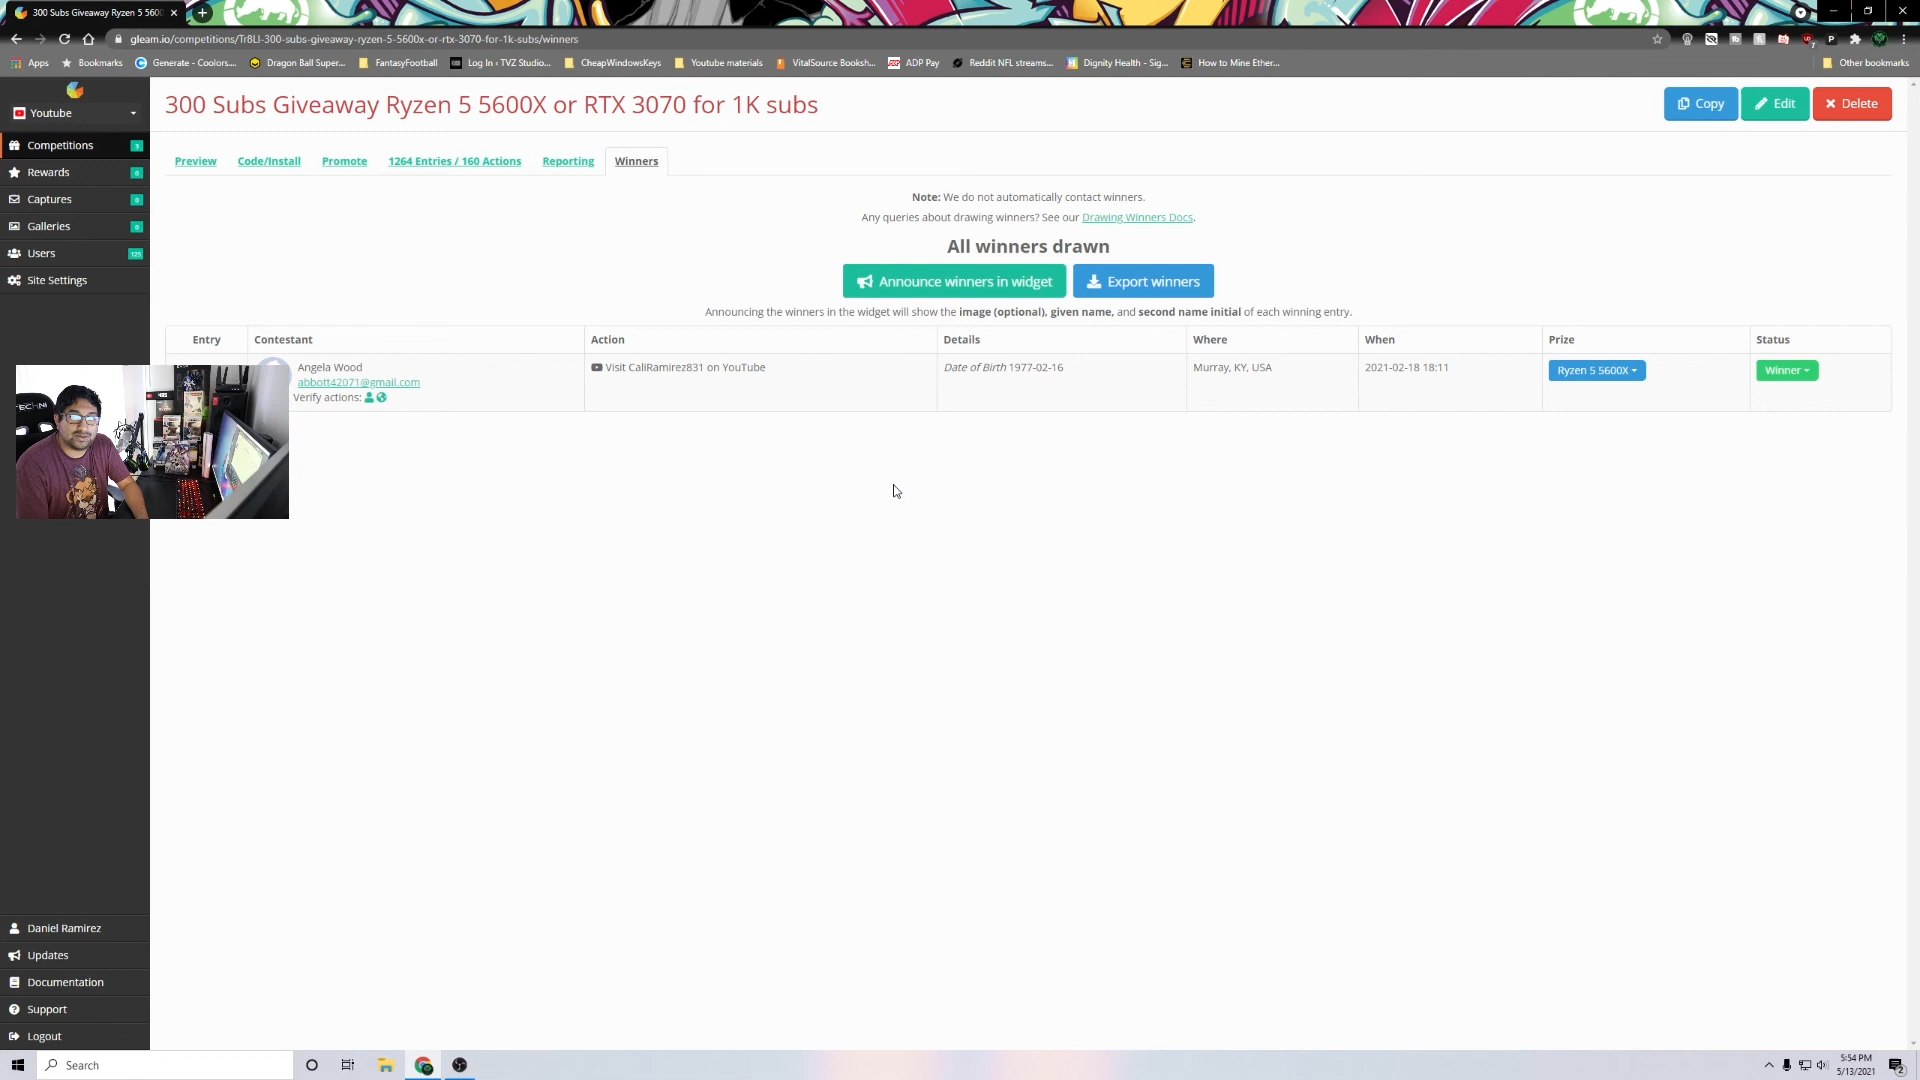 300 Subs Giveaway Ryzen 5 5600
gleam.io/competitions/Tr8LI-300-subs-giveaway-ryzen-5-5600x-or-rtx-3070-for-1k-subs/winners
Apps Bookmarks Generate - Coolors.... Dragon Ball Super... FantasyFootball Log In ‹ TVZ Studio... CheapWindowsKeys Youtube materials VitalSource Booksh... ADP Pay Reddit NFL streams... Dignity Health - Sig... How to Mine Ether... Other bookmarks
Youtube
300 Subs Giveaway Ryzen 5 5600X or RTX 3070 for 1K subs
Copy Edit Delete
Competitions 3
Rewards 0
Captures 0
Galleries 0
Users 125
Site Settings
Preview Code/Install Promote 1264 Entries / 160 Actions Reporting Winners
Note: We do not automatically contact winners.
Any queries about drawing winners? See our Drawing Winners Docs.
All winners drawn
Announce winners in widget Export winners
Announcing the winners in the widget will show the image (optional), given name, and second name initial of each winning entry.
Entry Contestant Action Details Where When Prize Status
Angela Wood Visit CaliRamirez831 on YouTube Date of Birth 1977-02-16 Murray, KY, USA 2021-02-18 18:11 Ryzen 5 5600X Winner
abbott42071@gmail.com
Verify actions:
Daniel Ramirez
Updates
Documentation
Support
Logout
Search
5:54 PM
5/13/2021